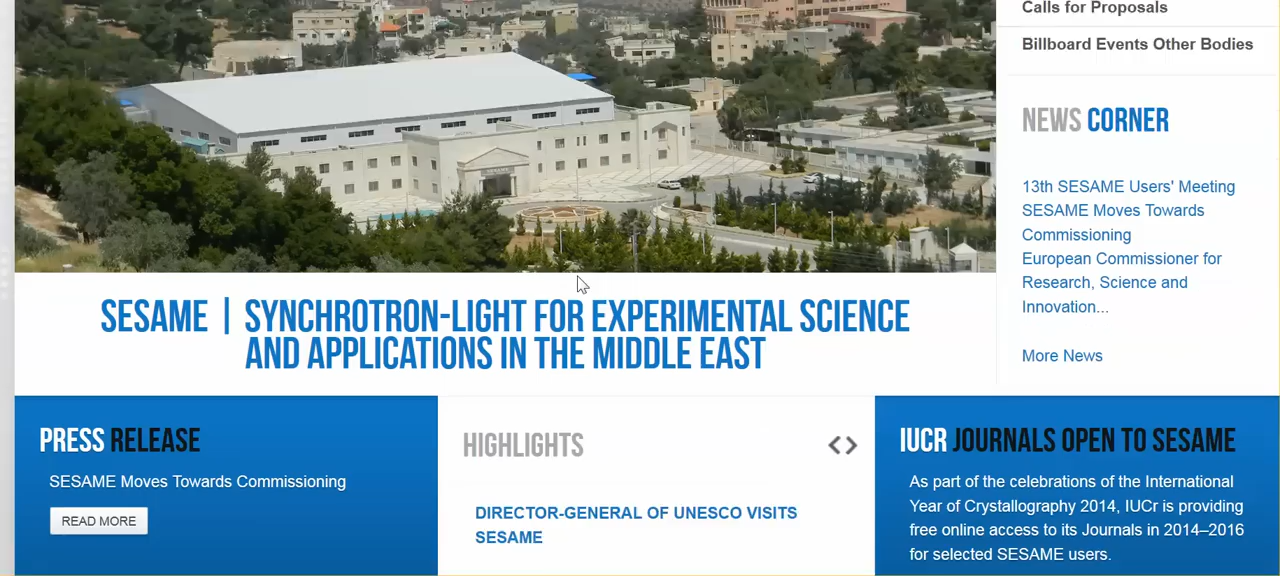 Calls for Proposals
Billboard Events Other Bodies
NEWS CORNER
13th SESAME Users' Meeting
SESAME Moves Towards
Commissioning
European Commissioner for
Research, Science and
Innovation...
More News
SESAME | SYNCHROTRON-LIGHT FOR EXPERIMENTAL SCIENCE
AND APPLICATIONS IN THE MIDDLE EAST
PRESS RELEASE
SESAME Moves Towards Commissioning
READ MORE
HIGHLIGHTS
DIRECTOR-GENERAL OF UNESCO VISITS
SESAME
IUCR JOURNALS OPEN TO SESAME
As part of the celebrations of the International
Year of Crystallography 2014, IUCr is providing
free online access to its Journals in 2014–2016
for selected SESAME users.